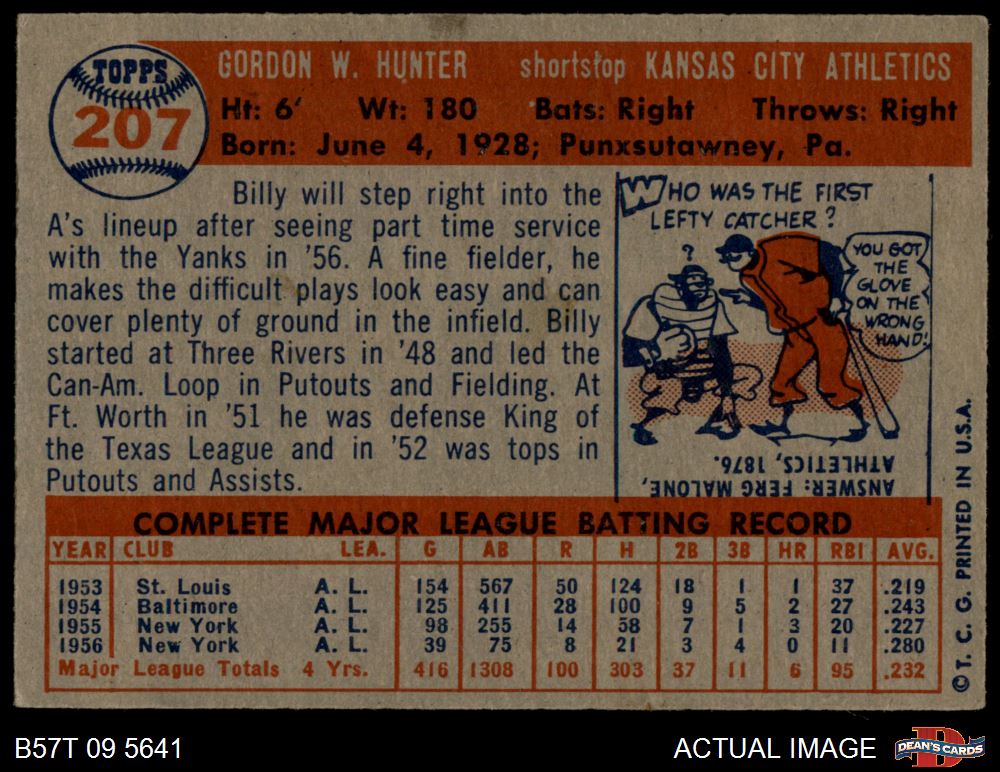 TOPPS
207
GORDON W. HUNTER shortstop KANSAS CITY ATHLETICS
Ht: 6' Wt: 180 Bats: Right Throws: Right
Born: June 4, 1928; Punxsutawney, Pa.
Billy will step right into the
A's lineup after seeing part time service
with the Yanks in '56. A fine fielder, he
makes the difficult plays look easy and can
cover plenty of ground in the infield. Billy
started at Three Rivers in '48 and led the
Can-Am. Loop in Putouts and Fielding. At
Ft. Worth in '51 he was defense King of
the Texas League and in '52 was tops in
Putouts and Assists.
WHO WAS THE FIRST
LEFTY CATCHER?
?
YOU GOT
THE
GLOVE
ON THE
WRONG
HAND!
ANSWER: FERG MALONE,
ATHLETICS, 1876.
COMPLETE MAJOR LEAGUE BATTING RECORD
YEAR CLUB LEA. G AB R H 2B 3B HR RBI AVG.
1953 St. Louis A. L. 154 567 50 124 18 1 1 37 .219
1954 Baltimore A. L. 125 411 28 100 9 5 2 27 .243
1955 New York A. L. 98 255 14 58 7 1 3 20 .227
1956 New York A. L. 39 75 8 21 3 4 0 11 .280
Major League Totals 4 Yrs. 416 1308 100 303 37 11 6 95 .232
© T. C. G. PRINTED IN U.S.A.
B57T 09 5641
ACTUAL IMAGE
D
DEAN'S CARDS